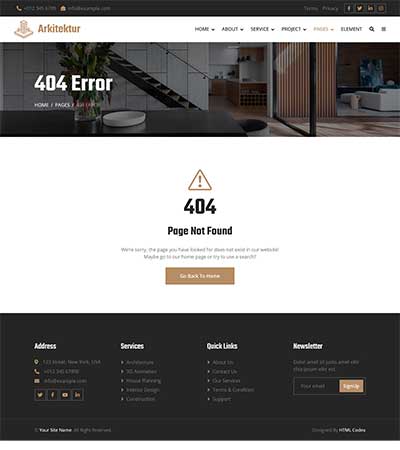 +012 345 6789 info@example.com Terms Privacy
Arkitektur HOME ABOUT SERVICE PROJECT PAGES ELEMENT
404 Error
HOME / PAGES / 404 ERROR
404
Page Not Found
We're sorry, the page you have looked for does not exist in our website!
Maybe go to our home page or try to use a search?
Go Back To Home
Address Services Quick Links Newsletter
123 Street, New York, USA Architecture About Us Dolor amet sit justo amet elitr
+012 345 67890 3D Animation Contact Us clita ipsum elitr est.
info@example.com House Planning Our Services
Interior Design Terms & Condition Your email SignUp
Construction Support
© Your Site Name, All Right Reserved. Designed By HTML Codex